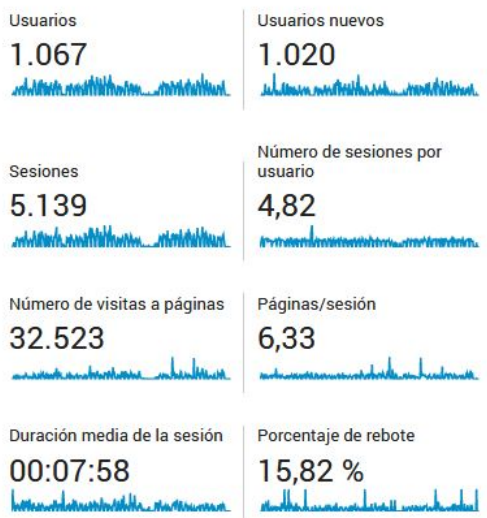 Usuarios
1.067
Usuarios nuevos
1.020
Sesiones
5.139
Número de sesiones por
usuario
4,82
Número de visitas a páginas
32.523
Páginas/sesión
6,33
Duración media de la sesión
00:07:58
Porcentaje de rebote
15,82 %